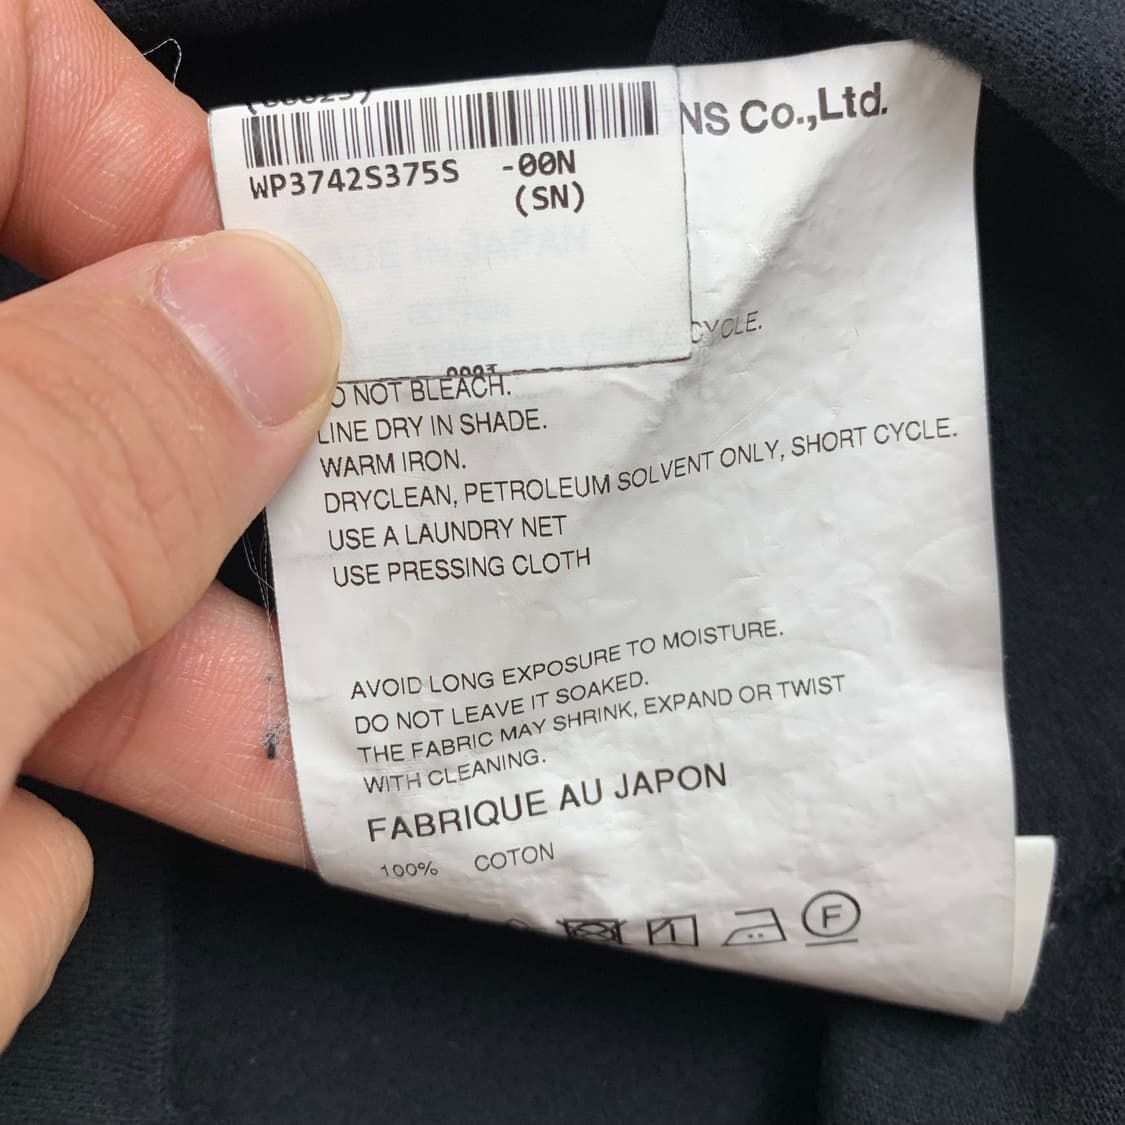 WP3742S375S -00N
(SN)
NS Co.,Ltd.
CYCLE.
O NOT BLEACH.
LINE DRY IN SHADE.
WARM IRON.
DRYCLEAN, PETROLEUM SOLVENT ONLY, SHORT CYCLE.
USE A LAUNDRY NET
USE PRESSING CLOTH
AVOID LONG EXPOSURE TO MOISTURE.
DO NOT LEAVE IT SOAKED.
THE FABRIC MAY SHRINK, EXPAND OR TWIST
WITH CLEANING.
FABRIQUE AU JAPON
100% COTON
F